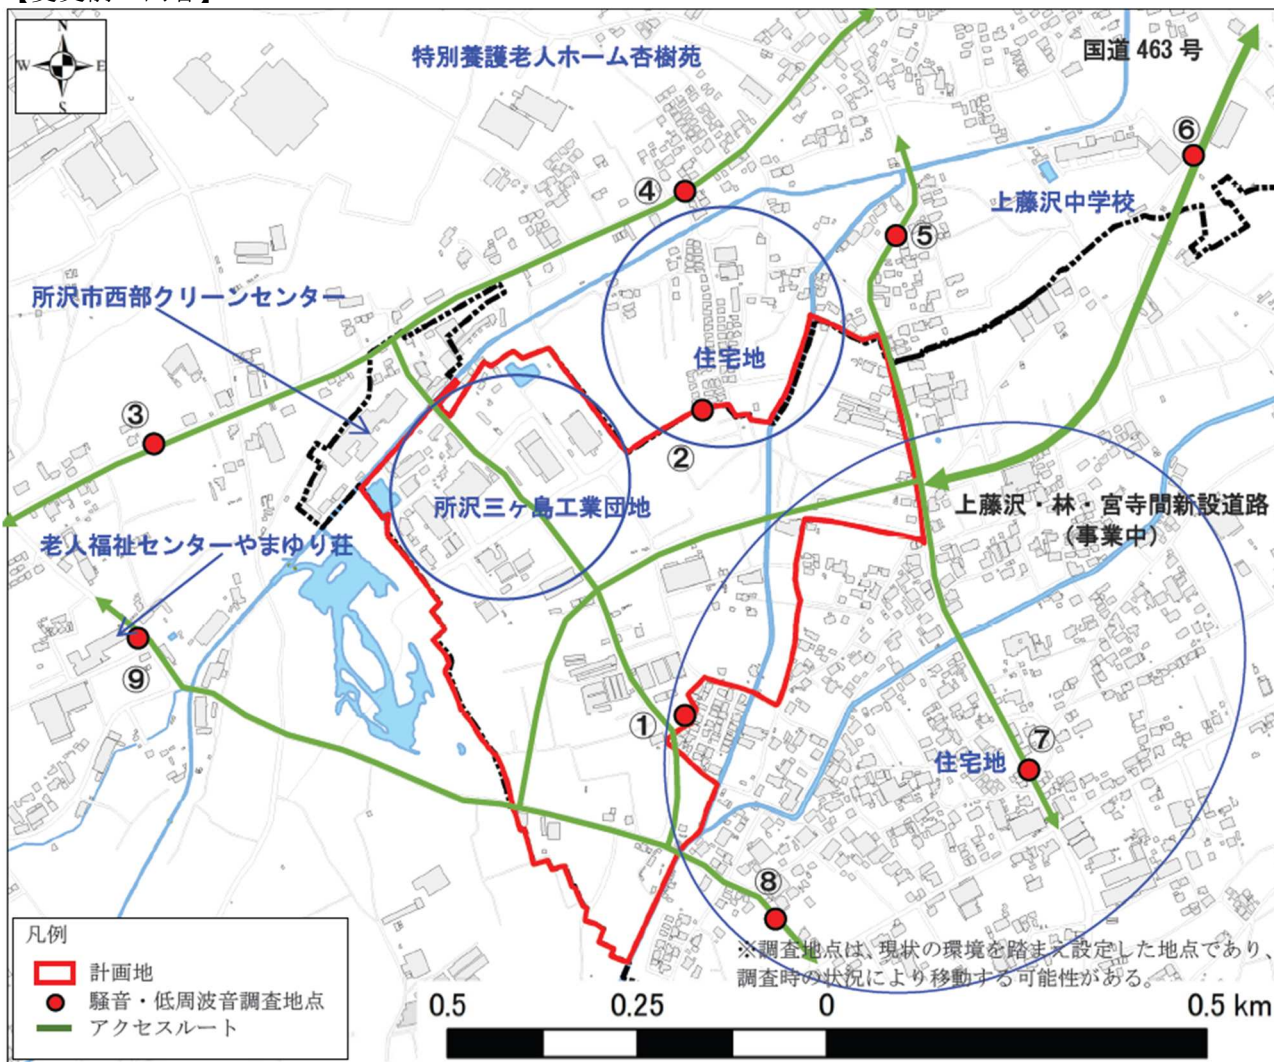 N
W E
S
特別養護老人ホーム杏樹苑
国道 463 号
⑥
④
上藤沢中学校
⑤
所沢市西部クリーンセンター
住宅地
③
②
所沢三ヶ島工業団地
上藤沢・林・宮寺間新設道路
（事業中）
老人福祉センターやまゆり荘
⑨
①
⑦
住宅地
⑧
※調査地点は、現状の環境を踏まえ設定した地点であり、
調査時の状況により移動する可能性がある。
凡例
計画地
騒音・低周波音調査地点
アクセスルート
0.5 0.25 0 0.5 km